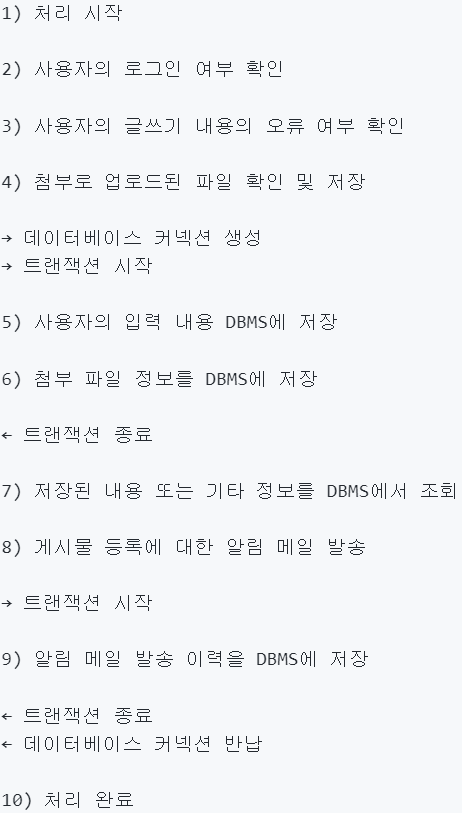 1) 처리 시작
2) 사용자의 로그인 여부 확인
3) 사용자의 글쓰기 내용의 오류 여부 확인
4) 첨부로 업로드된 파일 확인 및 저장
→ 데이터베이스 커넥션 생성
→ 트랜잭션 시작
5) 사용자의 입력 내용 DBMS에 저장
6) 첨부 파일 정보를 DBMS에 저장
← 트랜잭션 종료
7) 저장된 내용 또는 기타 정보를 DBMS에서 조회
8) 게시물 등록에 대한 알림 메일 발송
→ 트랜잭션 시작
9) 알림 메일 발송 이력을 DBMS에 저장
← 트랜잭션 종료
← 데이터베이스 커넥션 반납
10) 처리 완료